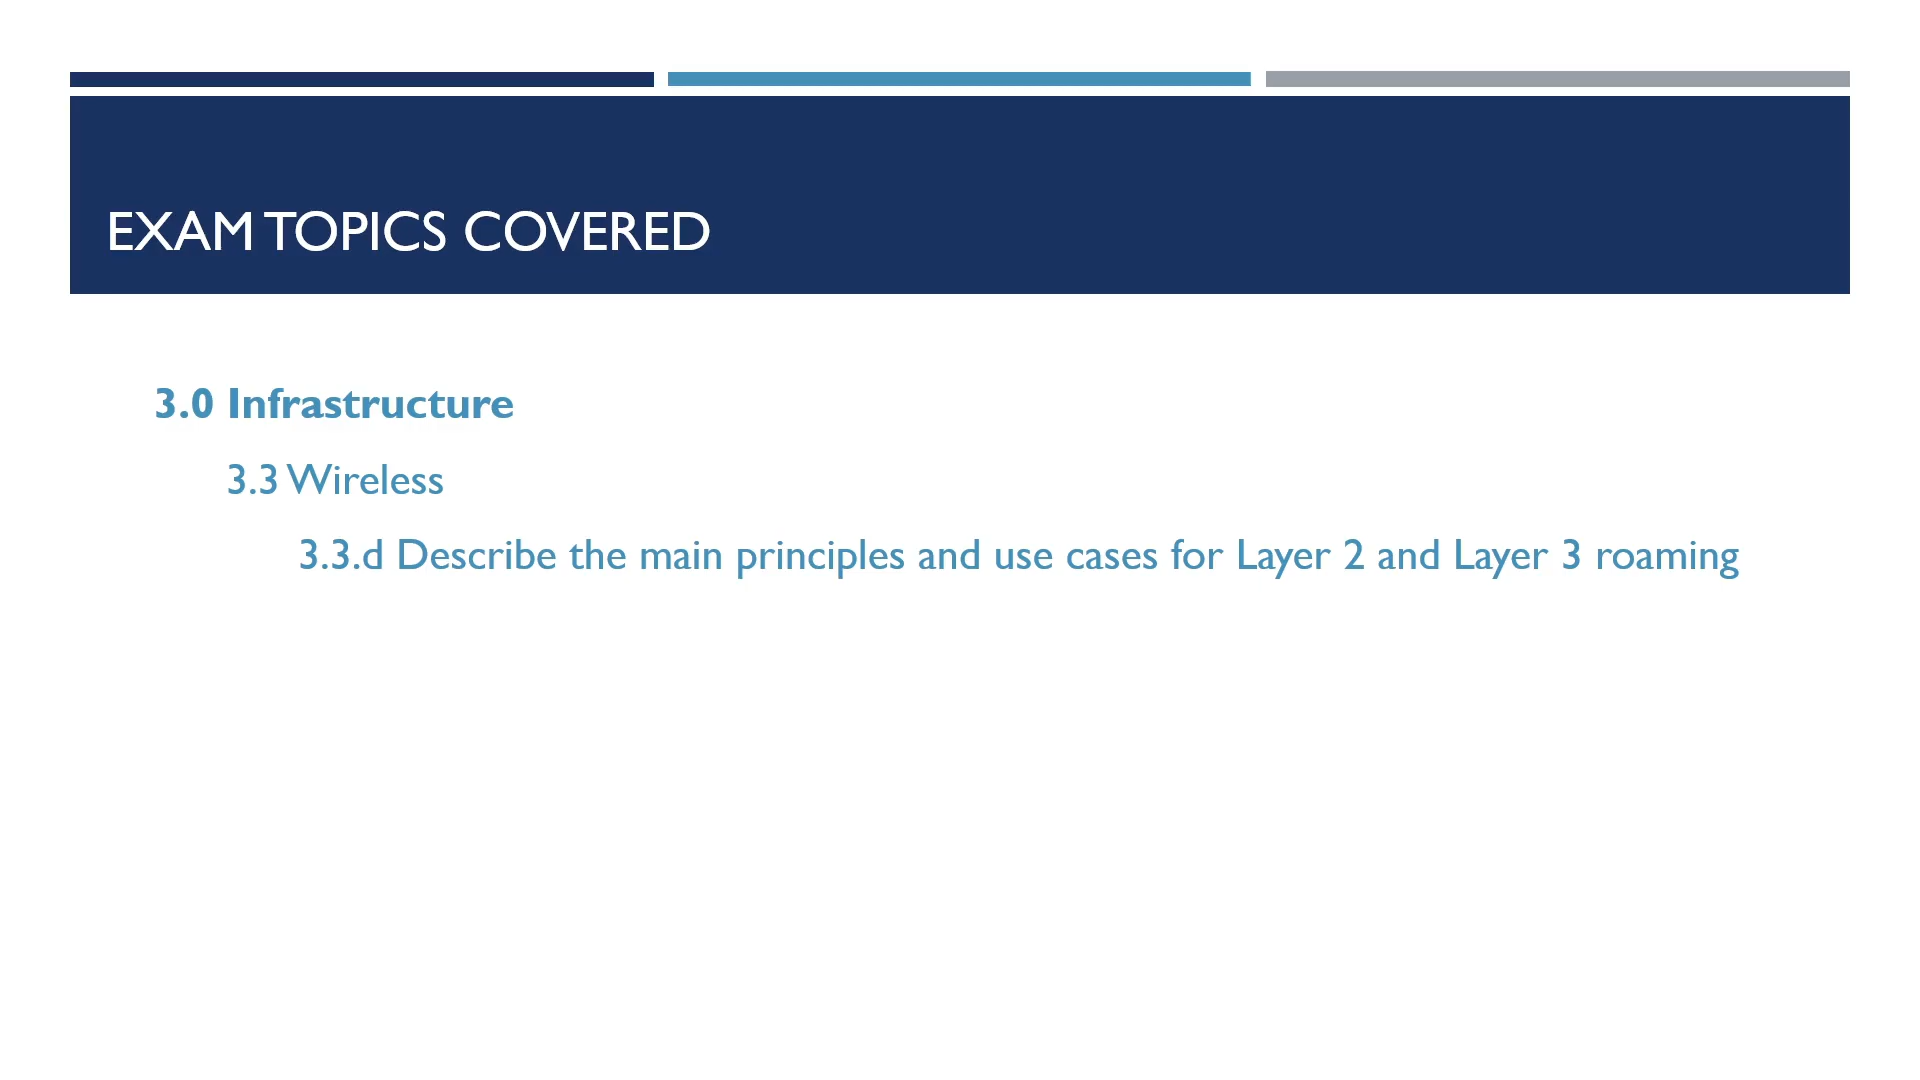 EXAM TOPICS COVERED
3.0 Infrastructure
3.3 Wireless
3.3.d Describe the main principles and use cases for Layer 2 and Layer 3 roaming